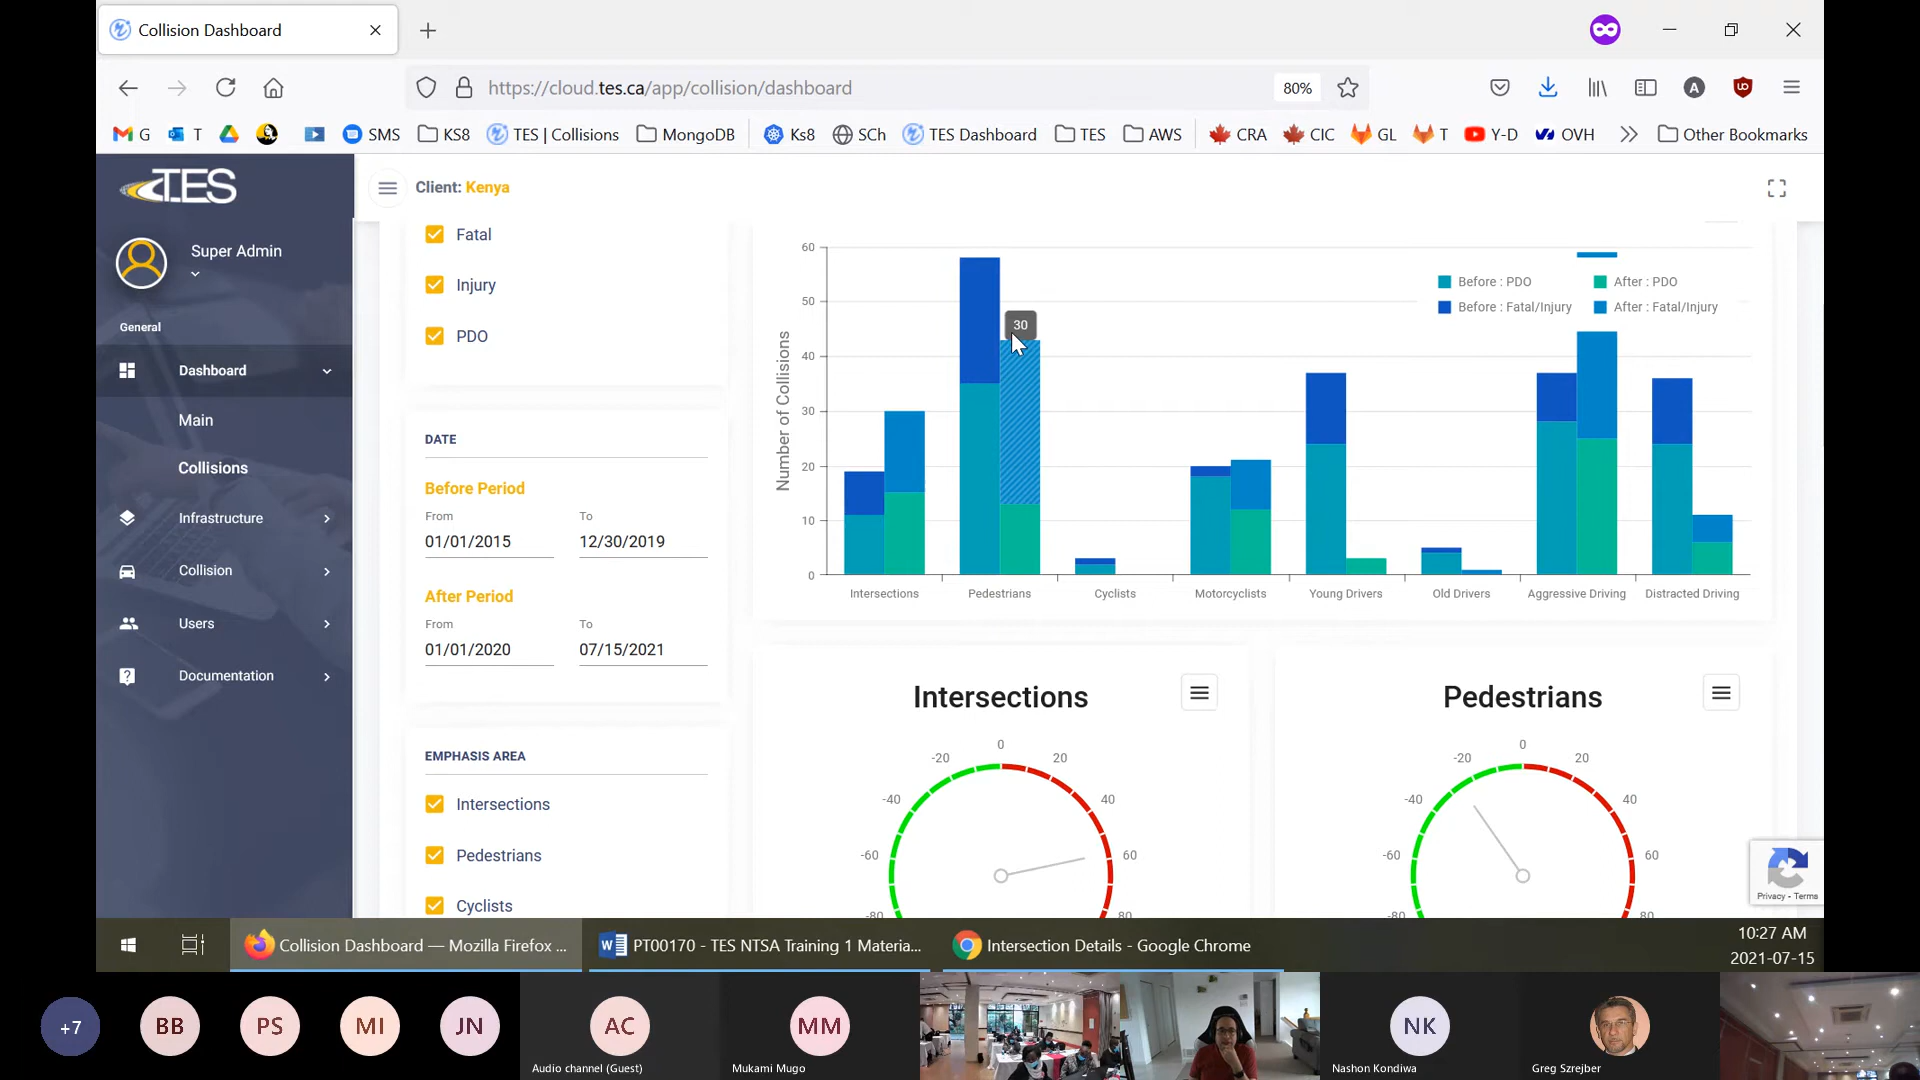 Collision Dashboard
https://cloud.tes.ca/app/collision/dashboard
80%
A
G
T
SMS
KS8
TES | Collisions
MongoDB
Ks8
SCh
TES Dashboard
TES
AWS
CRA
CIC
GL
T
Y-D
OVH
Other Bookmarks
TES
Client: Kenya
Super Admin
General
Dashboard
Main
Collisions
Infrastructure
Collision
Users
Documentation
Fatal
Injury
PDO
DATE
Before Period
From
To
01/01/2015
12/30/2019
After Period
From
To
01/01/2020
07/15/2021
EMPHASIS AREA
Intersections
Pedestrians
Cyclists
Number of Collisions
60
50
40
30
20
10
0
30
Before : PDO
After : PDO
Before : Fatal/Injury
After : Fatal/Injury
Intersections
Pedestrians
Cyclists
Motorcyclists
Young Drivers
Old Drivers
Aggressive Driving
Distracted Driving
Intersections
0
-20
20
-40
40
-60
60
-80
80
Pedestrians
0
-20
20
-40
40
-60
60
-80
80
Privacy - Terms
Collision Dashboard — Mozilla Firefox ...
PT00170 - TES NTSA Training 1 Materia...
Intersection Details - Google Chrome
10:27 AM
2021-07-15
+7
BB
PS
MI
JN
AC
Audio channel (Guest)
MM
Mukami Mugo
NK
Nashon Kondiwa
Greg Szrejber